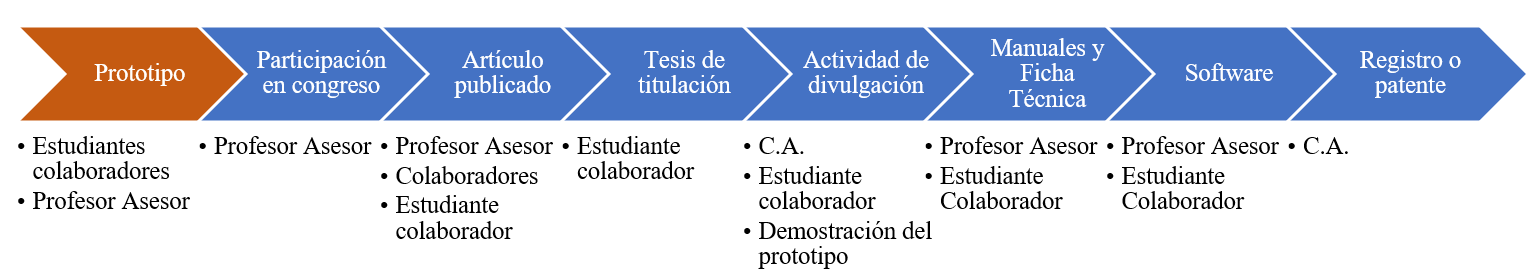 Prototipo
• Estudiantes
colaboradores
• Profesor Asesor
Participación
en congreso
• Profesor Asesor
Artículo
publicado
• Profesor Asesor
• Colaboradores
• Estudiante
colaborador
Tesis de
titulación
• Estudiante
colaborador
Actividad de
divulgación
• C.A.
• Estudiante
colaborador
• Demostración del
prototipo
Manuales y
Ficha
Técnica
• Profesor Asesor
• Estudiante
Colaborador
Software
• Profesor Asesor
• Estudiante
Colaborador
Registro o
patente
• C.A.